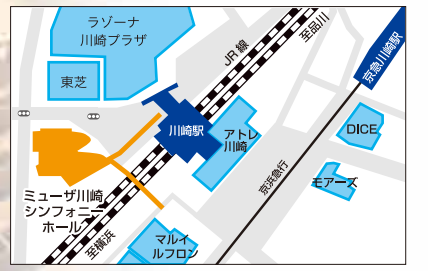 ラゾーナ
川崎プラザ
JR線
至品川
京急川崎駅
東芝
川崎駅
アトレ
川崎
DICE
京浜急行
モアーズ
ミューザ川崎
シンフォニー
ホール
至横浜
マルイ
ルフロン